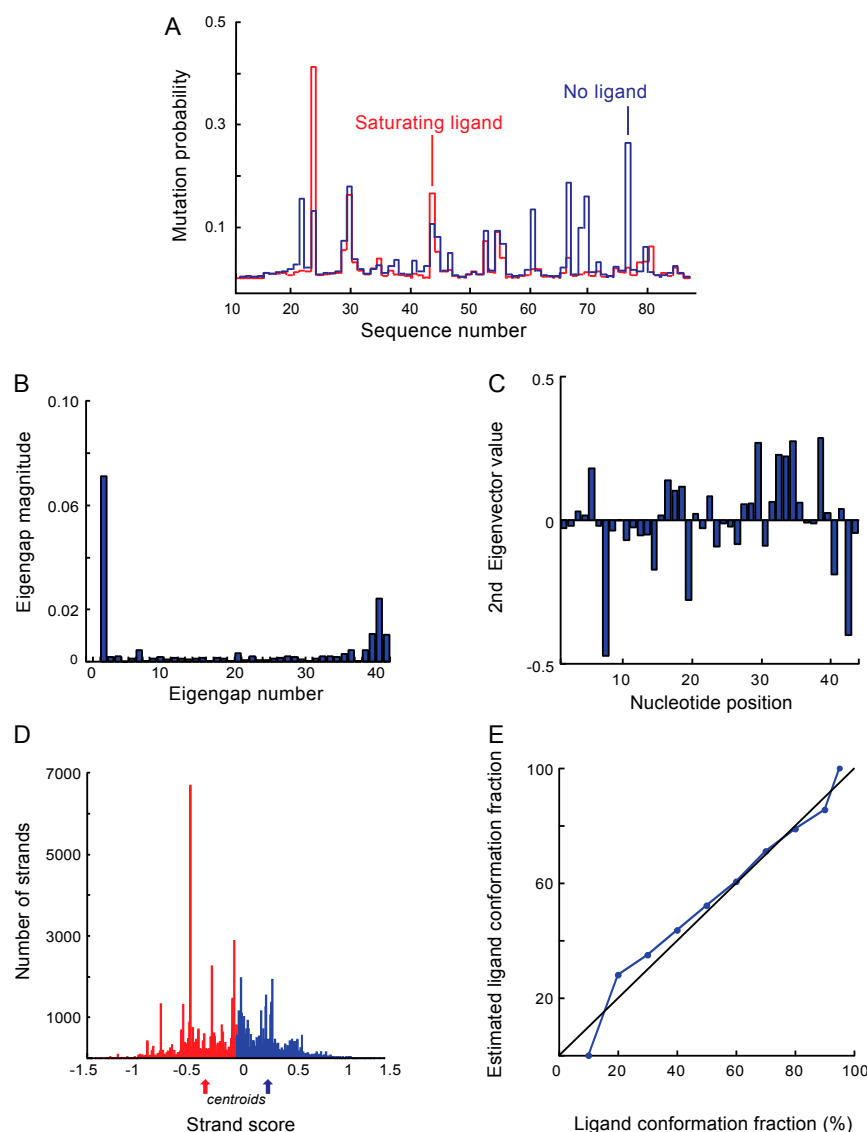 A
0.5
0.3
0.1
Mutation probability
Saturating ligand
No ligand
10 20 30 40 50 60 70 80
Sequence number
B
0.10
0.06
0.02
0
Eigengap magnitude
0 10 20 30 40
Eigengap number
C
0.5
0
-0.5
2nd Eigenvector value
10 20 30 40
Nucleotide position
D
7000
5000
3000
1000
Number of strands
-1.5 -1 -0.5 0 0.5 1 1.5
centroids
Strand score
E
100
60
20
Estimated ligand conformation fraction
0 20 40 60 80 100
Ligand conformation fraction (%)